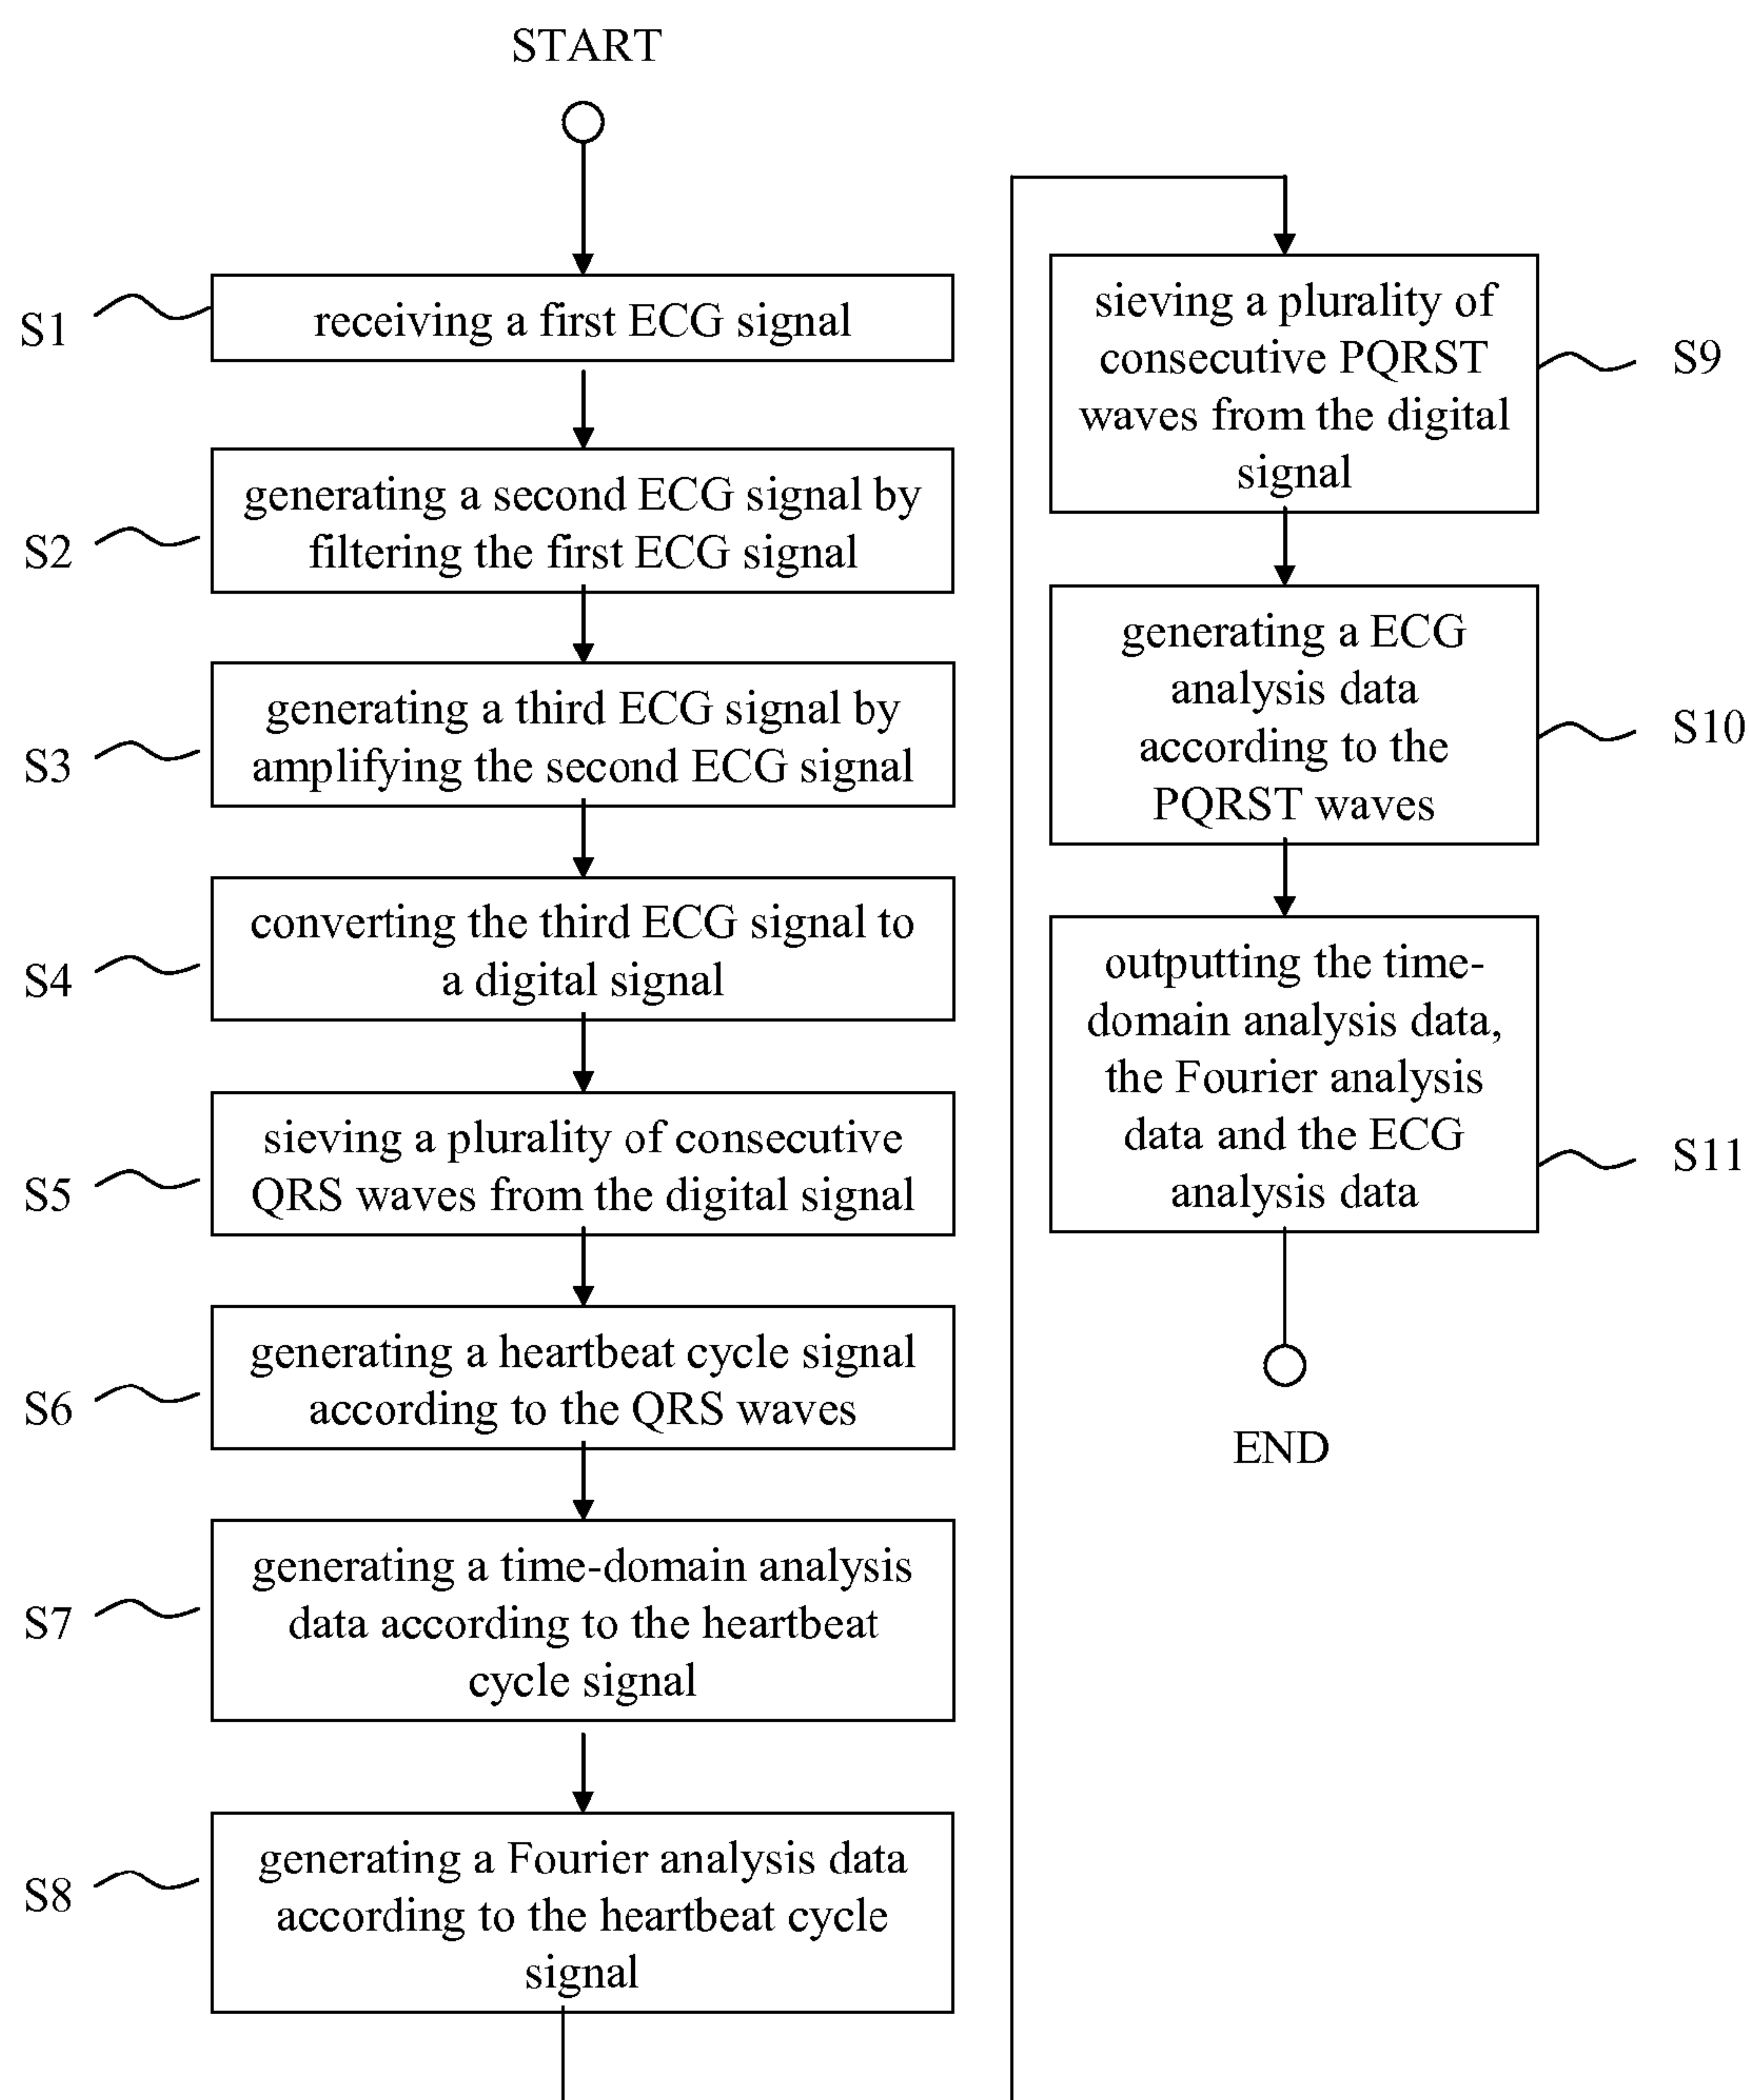 START
S1
receiving a first ECG signal
S2
generating a second ECG signal by
filtering the first ECG signal
S3
generating a third ECG signal by
amplifying the second ECG signal
S4
converting the third ECG signal to
a digital signal
S5
sieving a plurality of consecutive
QRS waves from the digital signal
S6
generating a heartbeat cycle signal
according to the QRS waves
S7
generating a time-domain analysis
data according to the heartbeat
cycle signal
S8
generating a Fourier analysis data
according to the heartbeat cycle
signal
sieving a plurality of
consecutive PQRST
waves from the digital
signal
S9
generating a ECG
analysis data
according to the
PQRST waves
S10
outputting the time-
domain analysis data,
the Fourier analysis
data and the ECG
analysis data
S11
END